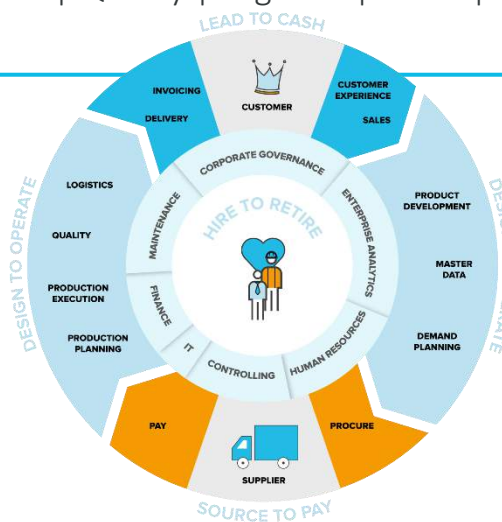 LEAD TO CASH
INVOICING
DELIVERY
CUSTOMER
CUSTOMER
EXPERIENCE
SALES
CORPORATE GOVERNANCE
ENTERPRISE ANALYTICS
HUMAN RESOURCES
CONTROLLING
IT
FINANCE
MAINTENANCE
HIRE TO RETIRE
DESIGN TO OPERATE
LOGISTICS
QUALITY
PRODUCTION
EXECUTION
PRODUCTION
PLANNING
PRODUCT
DEVELOPMENT
MASTER
DATA
DEMAND
PLANNING
PAY
SUPPLIER
PROCURE
SOURCE TO PAY